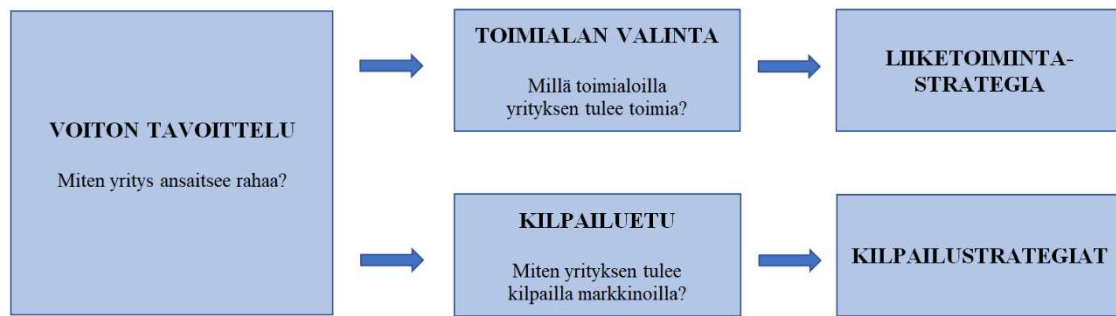 VOITON TAVOITTELU
Miten yritys ansaitsee rahaa?
TOIMIALAN VALINTA
Millä toimialoilla
yrityksen tulee toimia?
LIIKETOIMINTA-
STRATEGIA
KILPAILUETU
Miten yrityksen tulee
kilpailla markkinoilla?
KILPAILUSTRATEGIAT